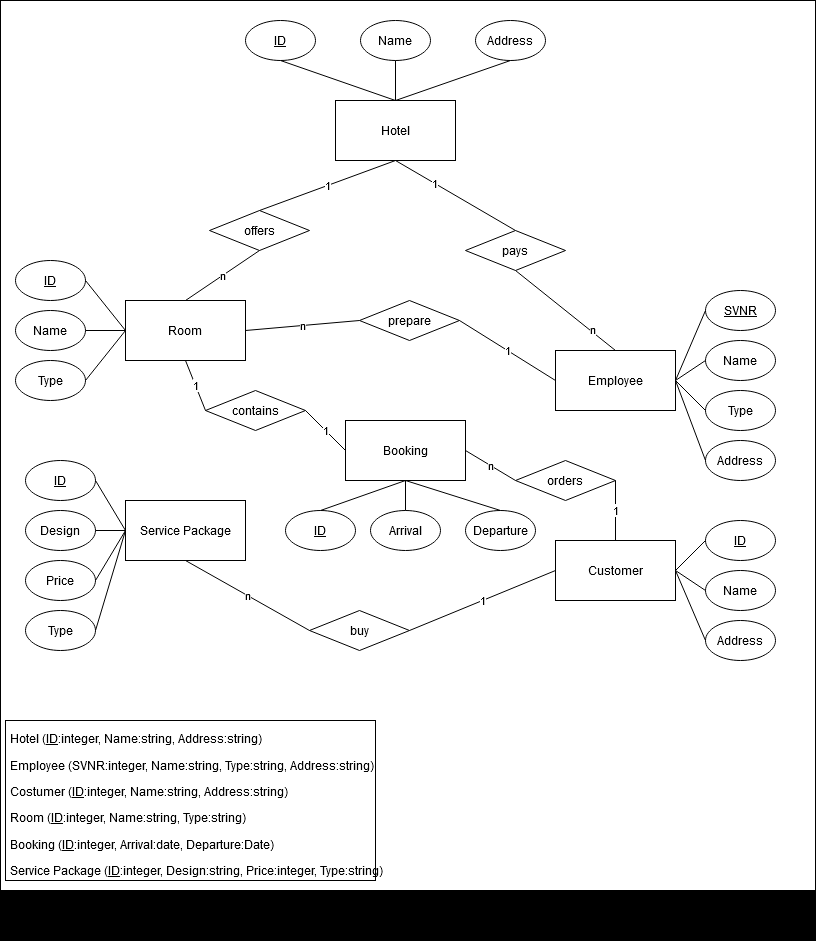 ID
Name
Address
Hotel
1
1
offers
pays
n
ID
Name
Type
Room
n
prepare
1
n
SVNR
Name
Type
Address
Employee
1
contains
1
Booking
n
orders
1
ID
Arrival
Departure
ID
Design
Price
Type
Service Package
Customer
ID
Name
Address
n
buy
1
Hotel (ID:integer, Name:string, Address:string)
Employee (SVNR:integer, Name:string, Type:string, Address:string)
Costumer (ID:integer, Name:string, Address:string)
Room (ID:integer, Name:string, Type:string)
Booking (ID:integer, Arrival:date, Departure:Date)
Service Package (ID:integer, Design:string, Price:integer, Type:string)